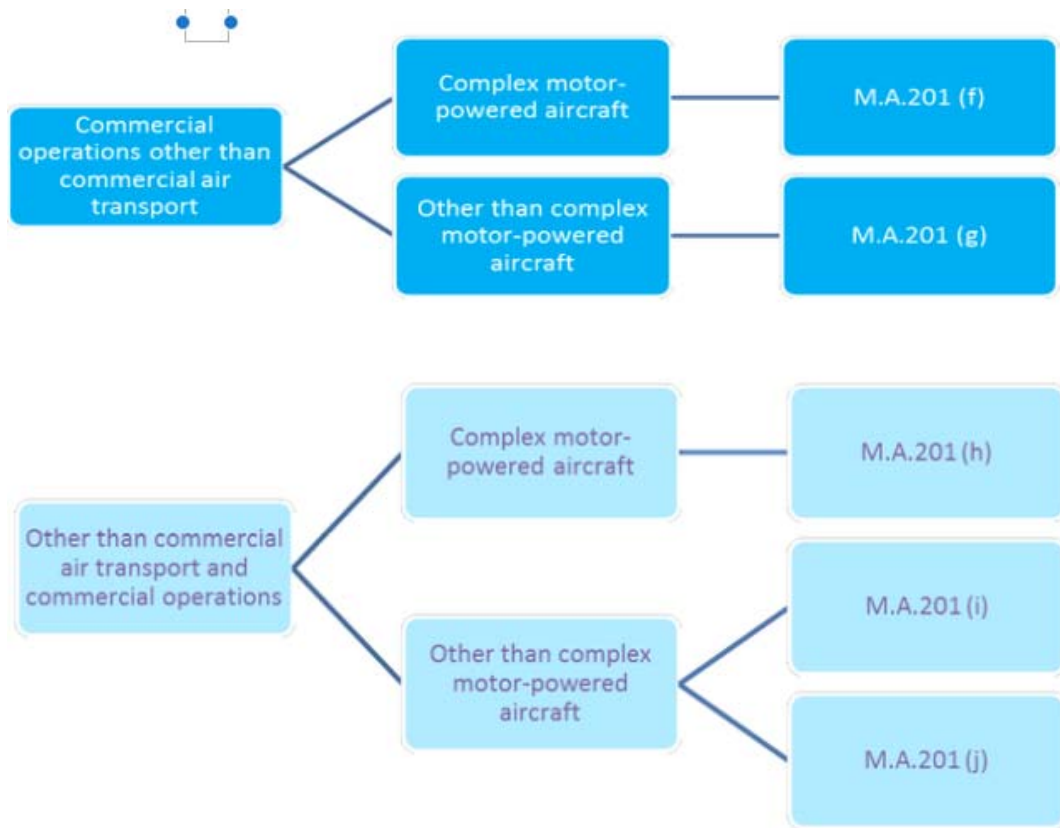 Commercial
operations other than
commercial air
transport
Complex motor-
powered aircraft
M.A.201 (f)
Other than complex
motor-powered
aircraft
M.A.201 (g)
Other than commercial
air transport and
commercial operations
Complex motor-
powered aircraft
M.A.201 (h)
Other than complex
motor-powered
aircraft
M.A.201 (i)
M.A.201 (j)